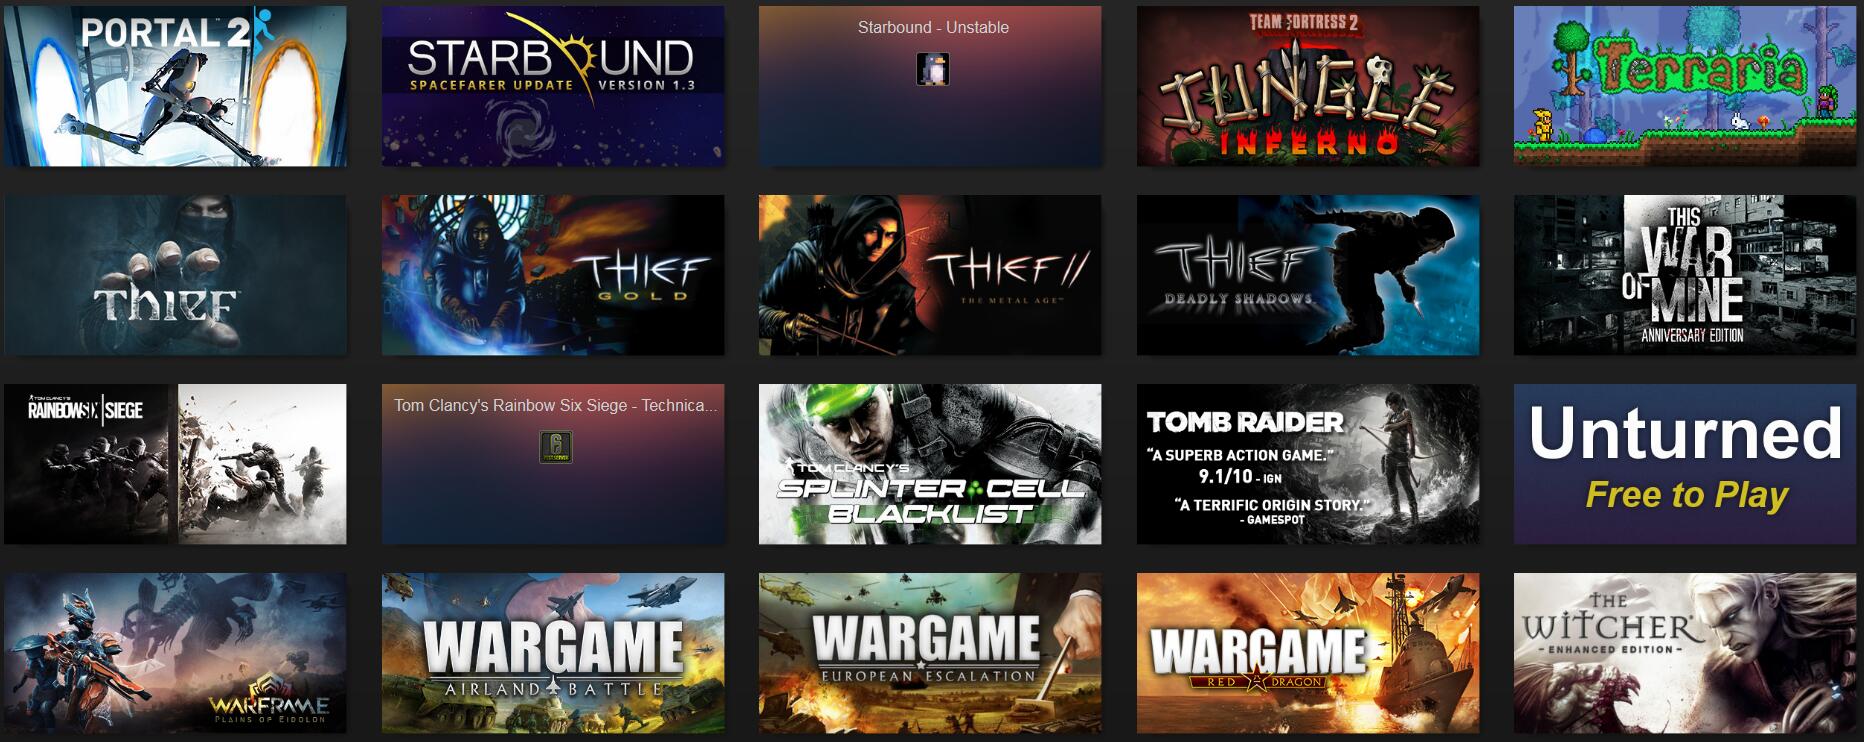 PORTAL 2
STARBOUND
SPACEFARER UPDATE VERSION 1.3
Starbound - Unstable
TEAM FORTRESS 2
JUNGLE
INFERNO
Terraria
THIEF
THIEF
GOLD
THIEF II
THE METAL AGE™
THIEF
DEADLY SHADOWS
THIS
WAR
OF MINE
ANNIVERSARY EDITION
TOM CLANCY'S
RAINBOWSIX|SIEGE
Tom Clancy's Rainbow Six Siege - Technica...
6
TOM CLANCY'S
SPLINTER CELL
BLACKLIST
TOMB RAIDER
"A SUPERB ACTION GAME."
9.1/10 - IGN
"A TERRIFIC ORIGIN STORY."
- GAMESPOT
Unturned
Free to Play
WARFRAME
PLAINS OF EIDOLON
WARGAME
AIRLAND BATTLE
WARGAME
EUROPEAN ESCALATION
WARGAME
RED DRAGON
THE
WITCHER
- ENHANCED EDITION -